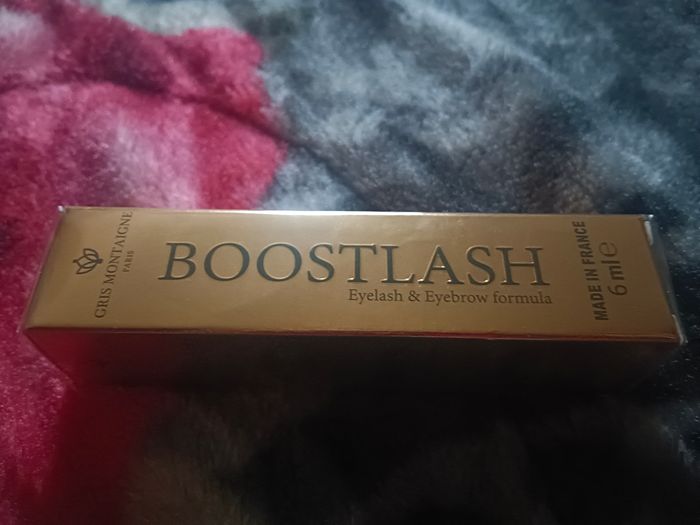 GRIS MONTAIGNE
PARIS
BOOSTLASH
Eyelash & Eyebrow formula
MADE IN FRANCE
6 ml ℮